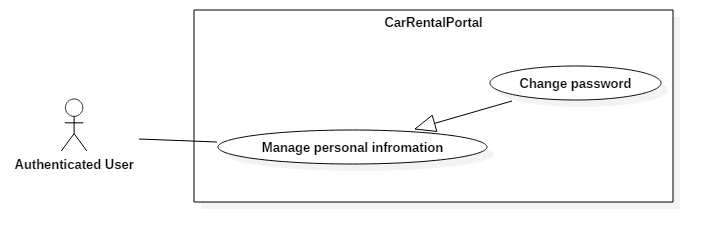 CarRentalPortal
Change password
Manage personal infromation
Authenticated User